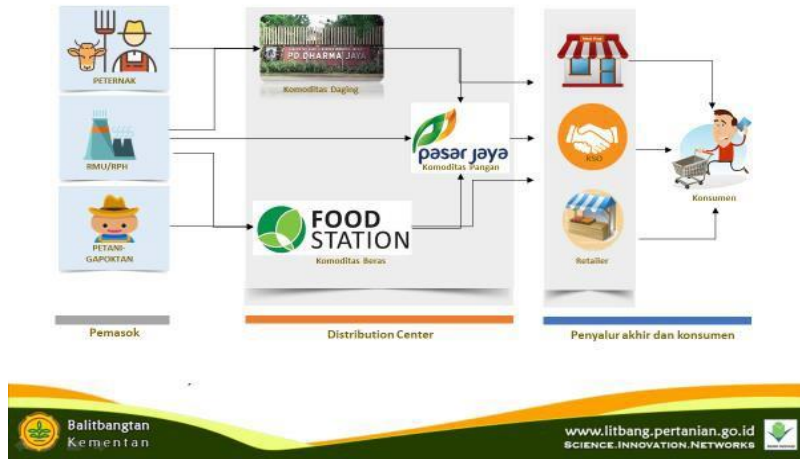 PETERNAK
RMU/RPH
PETANI-
GAPOKTAN
Pemasok
PD DHARMA JAYA
Komoditas Daging
pasar jaya
Komoditas Pangan
FOOD
STATION
Komoditas Beras
Distribution Center
KSO
Retailer
Konsumen
Penyalur akhir dan konsumen
Balitbangtan
Kementan
www.litbang.pertanian.go.id
SCIENCE.INNOVATION.NETWORKS